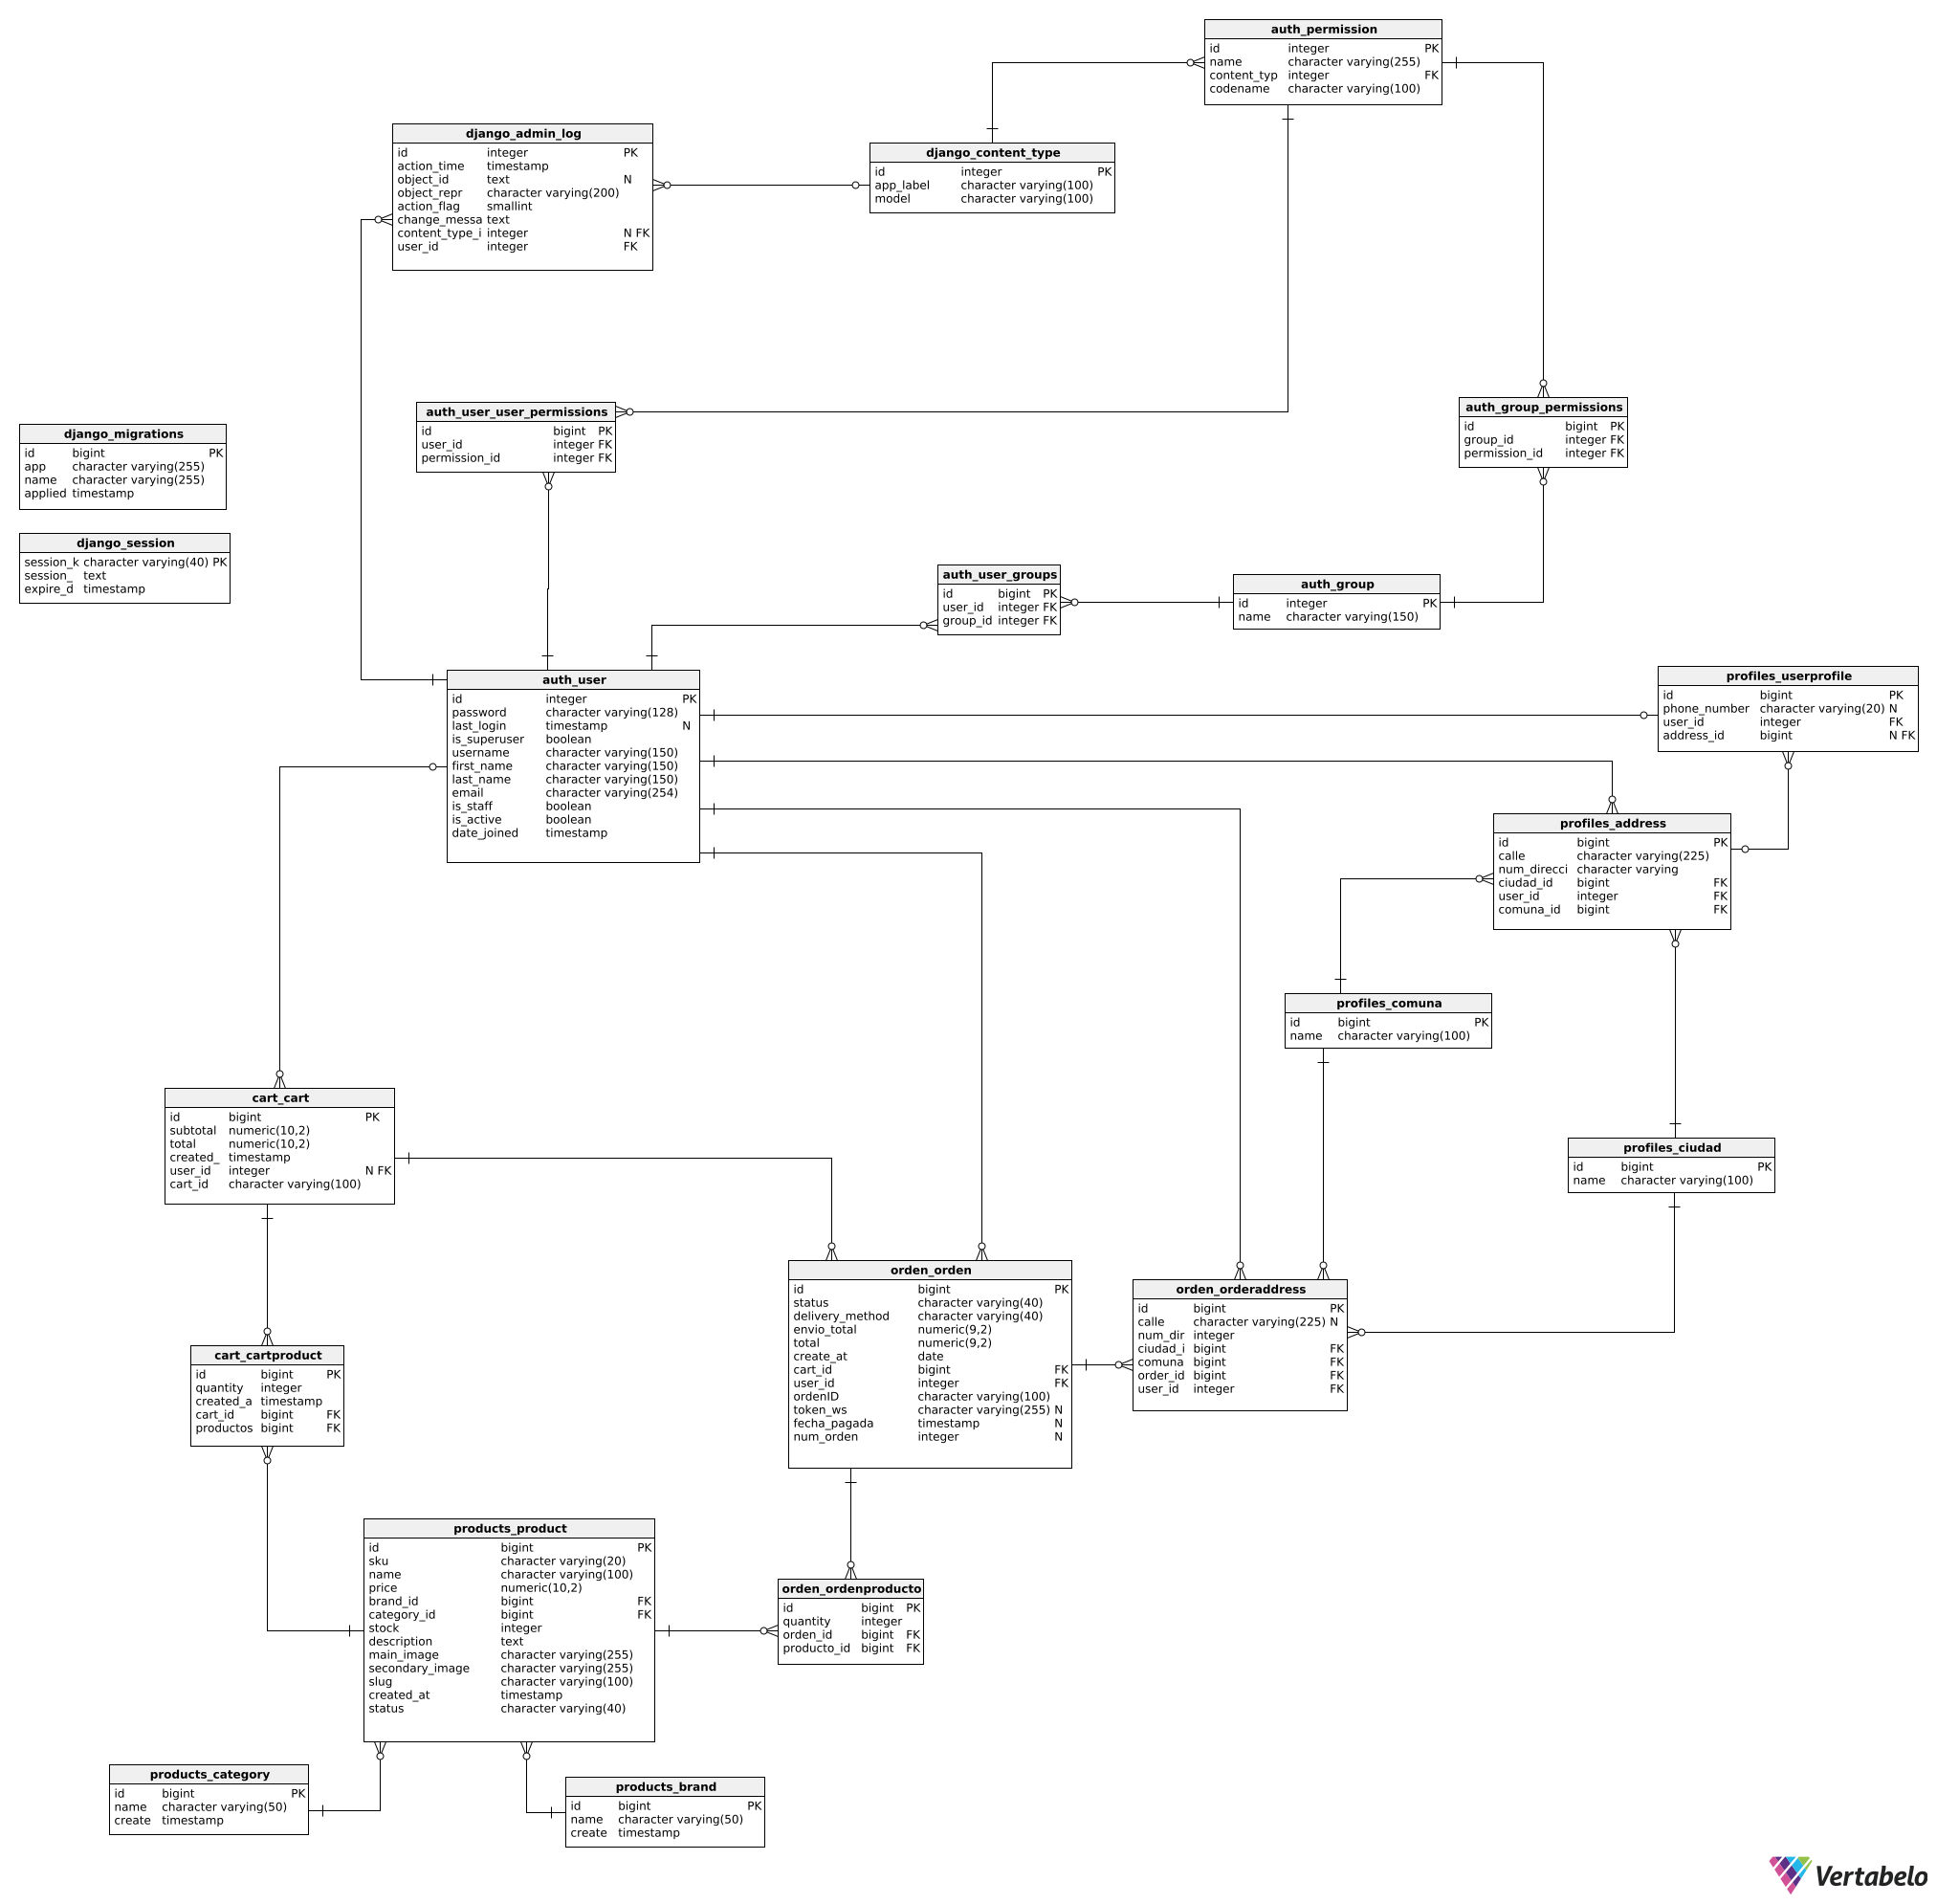 auth_permission
id integer PK
name character varying(255)
content_typ integer FK
codename character varying(100)
django_admin_log
id integer PK
action_time timestamp
object_id text N
object_repr character varying(200)
action_flag smallint
change_messa text
content_type_i integer N FK
user_id integer FK
django_content_type
id integer PK
app_label character varying(100)
model character varying(100)
auth_user_user_permissions
id bigint PK
user_id integer FK
permission_id integer FK
auth_group_permissions
id bigint PK
group_id integer FK
permission_id integer FK
django_migrations
id bigint PK
app character varying(255)
name character varying(255)
applied timestamp
django_session
session_k character varying(40) PK
session_ text
expire_d timestamp
auth_user_groups
id bigint PK
user_id integer FK
group_id integer FK
auth_group
id integer PK
name character varying(150)
auth_user
id integer PK
password character varying(128)
last_login timestamp N
is_superuser boolean
username character varying(150)
first_name character varying(150)
last_name character varying(150)
email character varying(254)
is_staff boolean
is_active boolean
date_joined timestamp
profiles_userprofile
id bigint PK
phone_number character varying(20) N
user_id integer FK
address_id bigint N FK
profiles_address
id bigint PK
calle character varying(225)
num_direcci character varying
ciudad_id bigint FK
user_id integer FK
comuna_id bigint FK
profiles_comuna
id bigint PK
name character varying(100)
cart_cart
id bigint PK
subtotal numeric(10,2)
total numeric(10,2)
created_ timestamp
user_id integer N FK
cart_id character varying(100)
profiles_ciudad
id bigint PK
name character varying(100)
orden_orden
id bigint PK
status character varying(40)
delivery_method character varying(40)
envio_total numeric(9,2)
total numeric(9,2)
create_at date
cart_id bigint FK
user_id integer FK
ordenID character varying(100)
token_ws character varying(255) N
fecha_pagada timestamp N
num_orden integer N
orden_orderaddress
id bigint PK
calle character varying(225) N
num_dir integer
ciudad_i bigint FK
comuna bigint FK
order_id bigint FK
user_id integer FK
cart_cartproduct
id bigint PK
quantity integer
created_a timestamp
cart_id bigint FK
productos bigint FK
products_product
id bigint PK
sku character varying(20)
name character varying(100)
price numeric(10,2)
brand_id bigint FK
category_id bigint FK
stock integer
description text
main_image character varying(255)
secondary_image character varying(255)
slug character varying(100)
created_at timestamp
status character varying(40)
orden_ordenproducto
id bigint PK
quantity integer
orden_id bigint FK
producto_id bigint FK
products_category
id bigint PK
name character varying(50)
create timestamp
products_brand
id bigint PK
name character varying(50)
create timestamp
Vertabelo